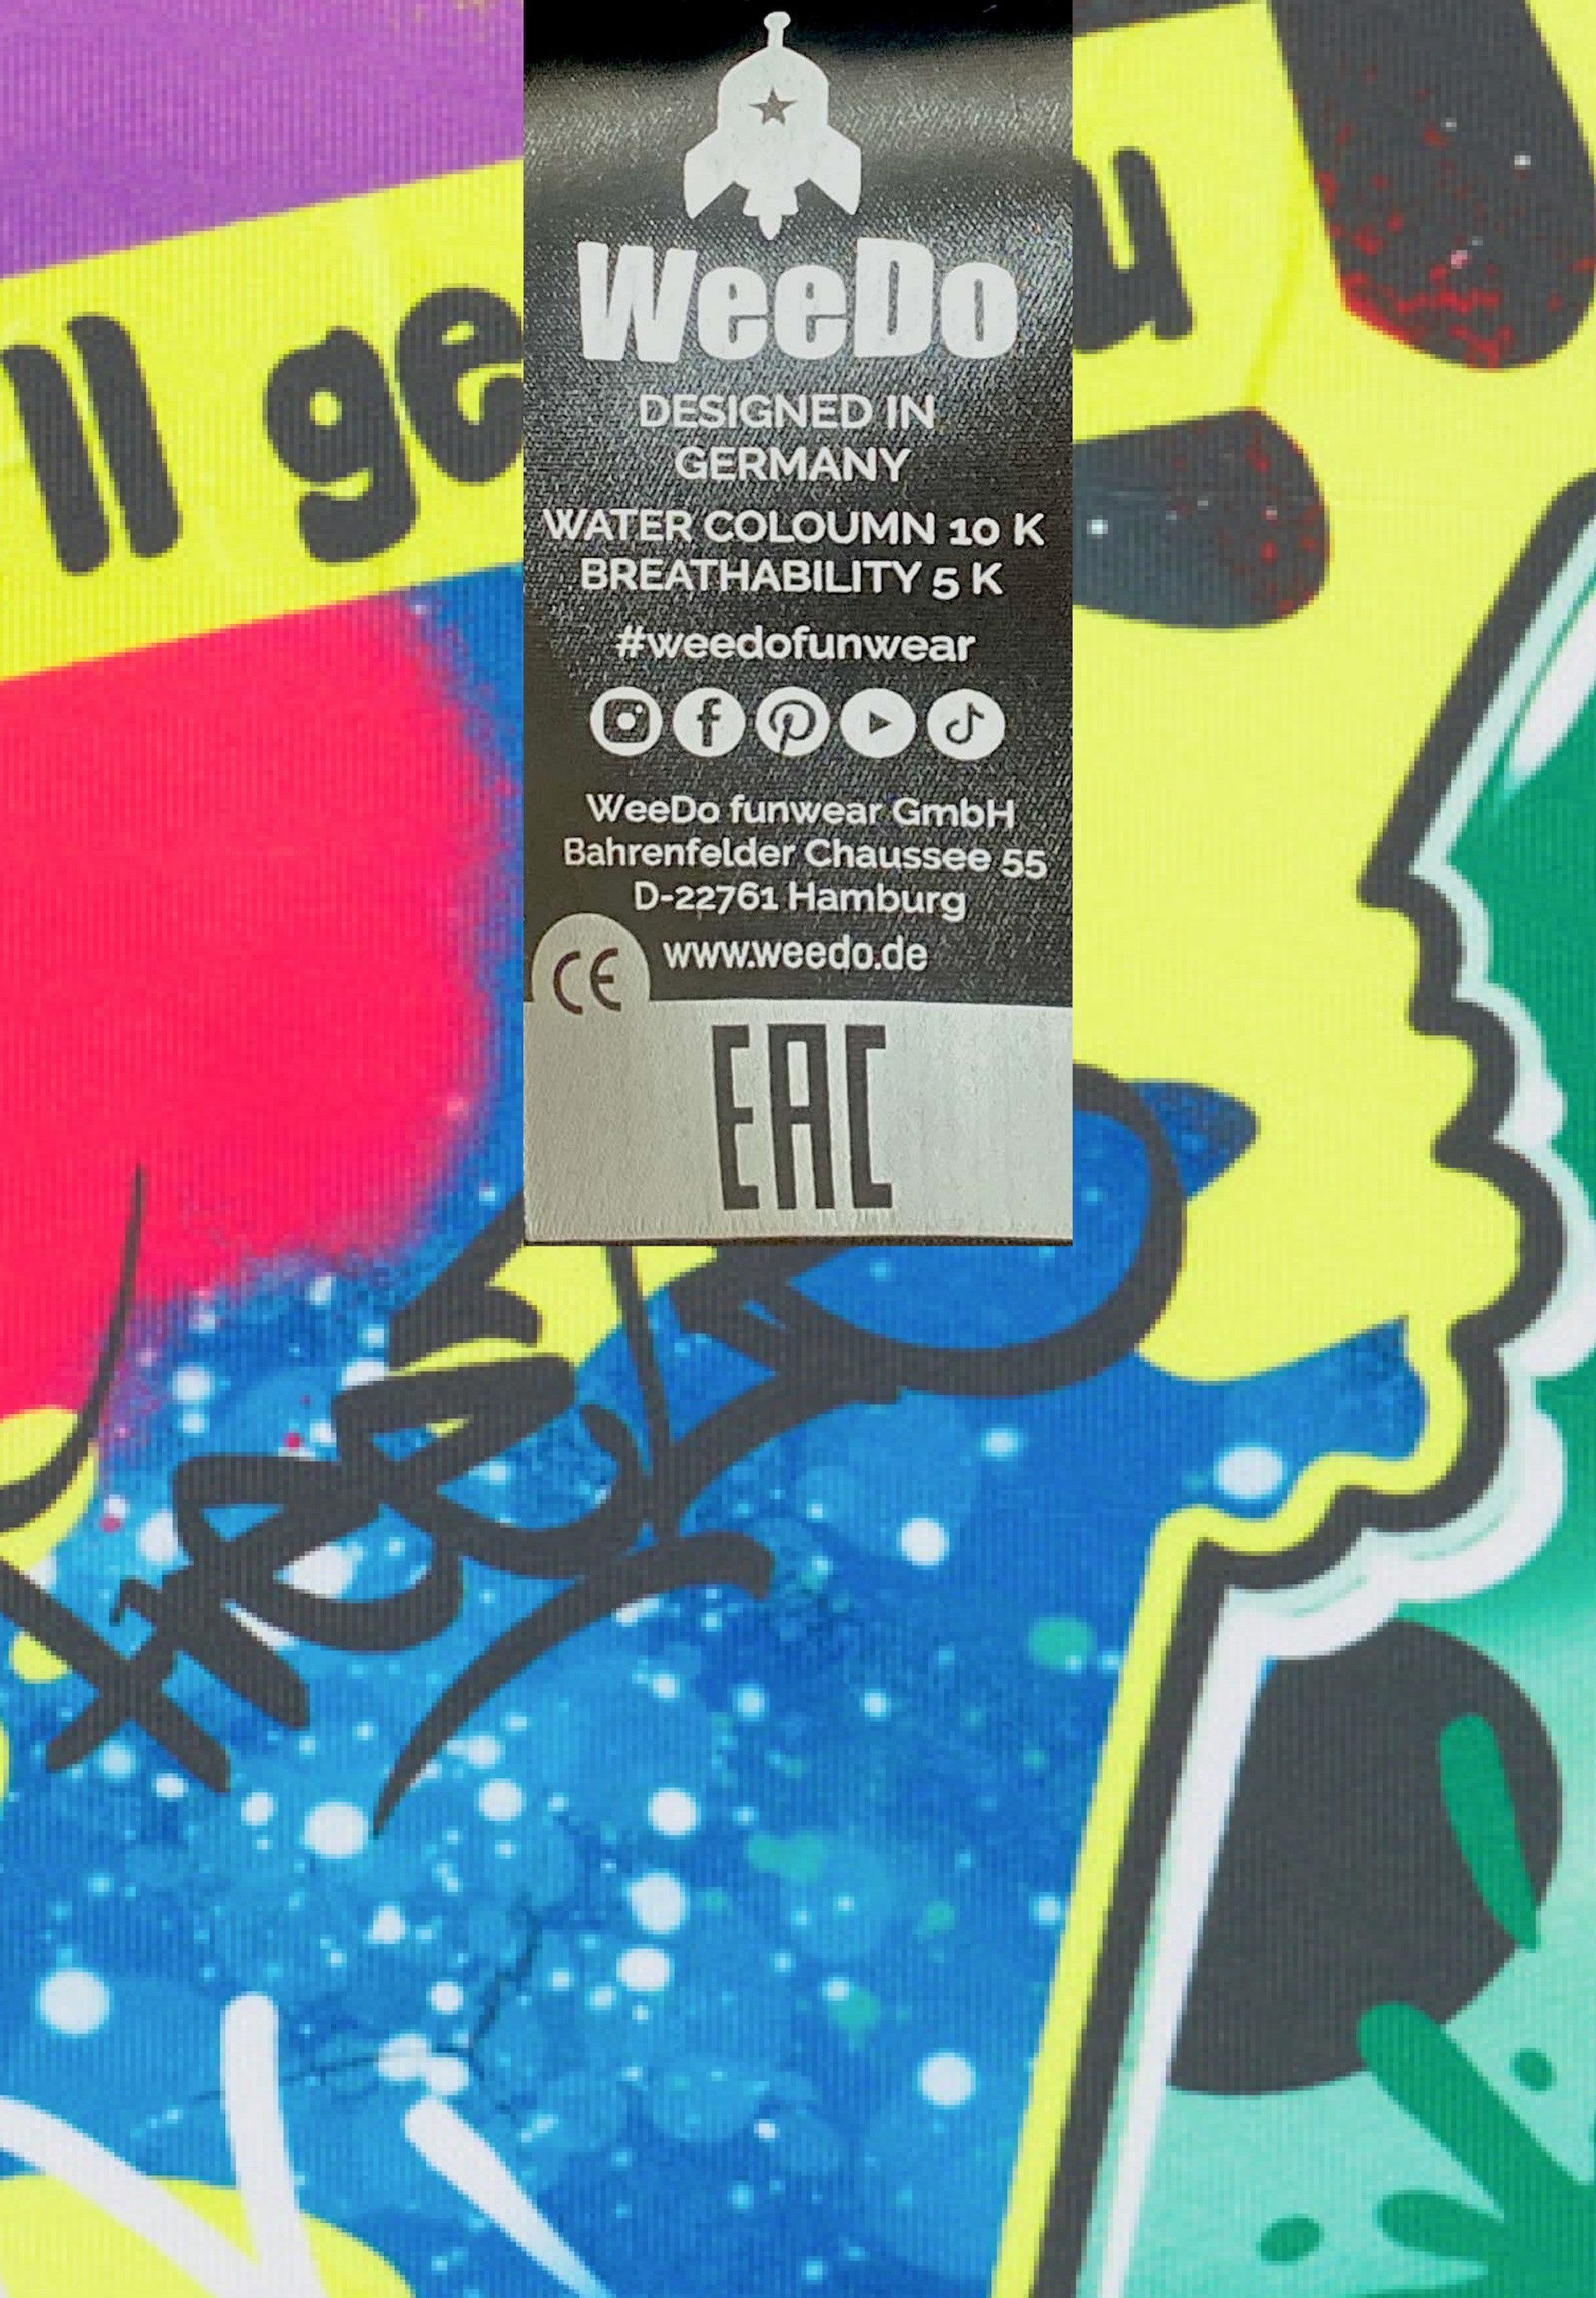 ll ge
u
WeeDo
DESIGNED IN
GERMANY
WATER COLOUMN 10 K
BREATHABILITY 5 K
#weedofunwear
WeeDo funwear GmbH
Bahrenfelder Chaussee 55
D-22761 Hamburg
www.weedo.de
CE
EAC